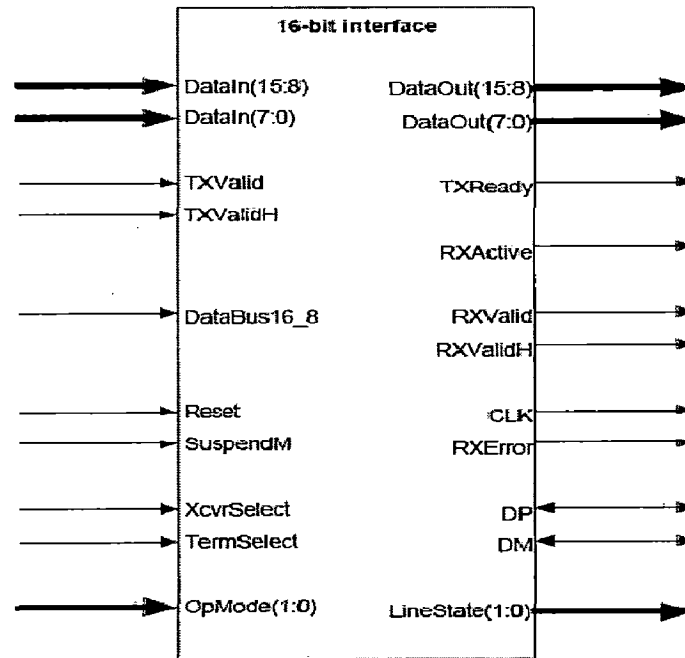 16-bit interface
DataIn(15:8)
DataOut(15:8)
DataIn(7:0)
DataOut(7:0)
TXValid
TXReady
TXValidH
RXActive
DataBus16_8
RXValid
RXValidH
Reset
CLK
SuspendM
RXError
XcvrSelect
DP
TermSelect
DM
OpMode(1:0)
LineState(1:0)